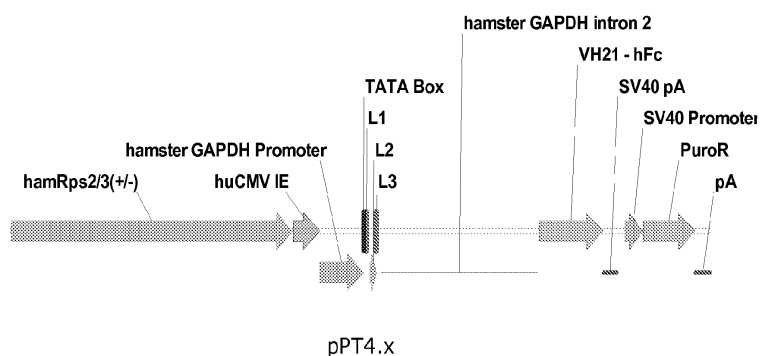 hamster GAPDH intron 2
VH21 - hFc
TATA Box
SV40 pA
L1
SV40 Promoter
hamster GAPDH Promoter
L2
PuroR
hamRps2/3(+/-)
huCMV IE
L3
pA
pPT4.x